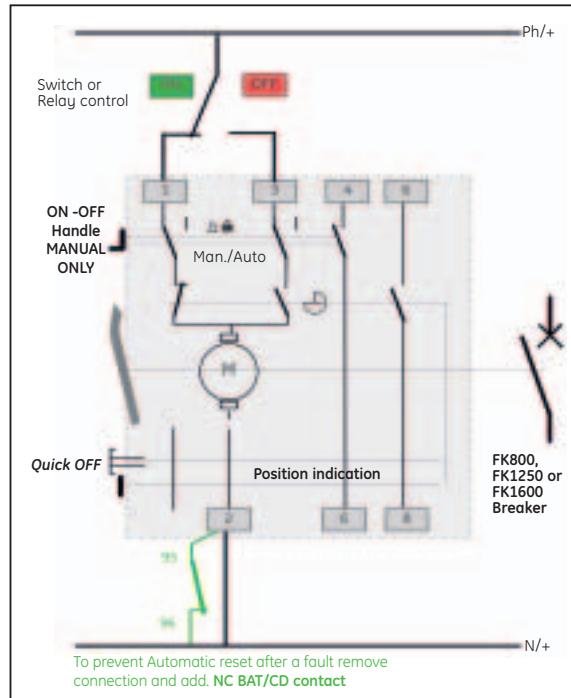 Ph/+
Switch or
Relay control
OFF
1
3
4
ON -OFF
Handle
MANUAL
ONLY
Man./Auto
M
Quick OFF
Position indication
FK800,
FK1250 or
FK1600
Breaker
2
6
8
95
96
N/+
To prevent Automatic reset after a fault remove
connection and add. NC BAT/CD contact